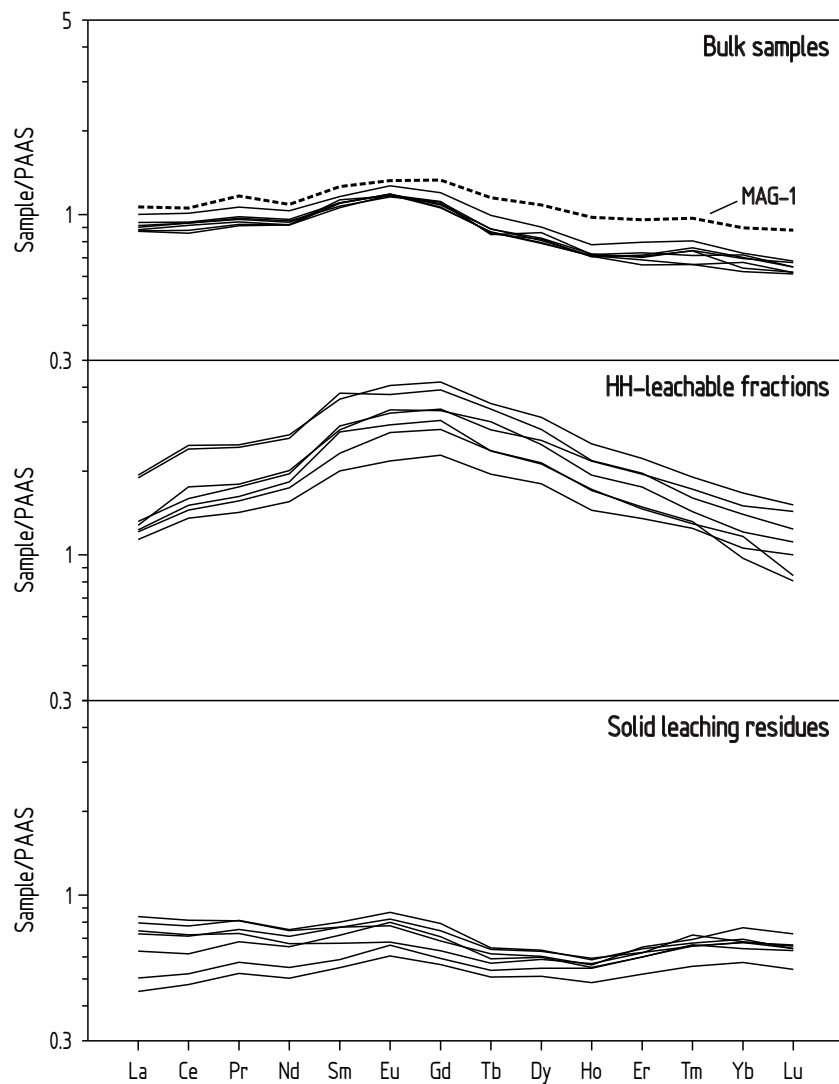 5
Bulk samples
MAG-1
Sample/PAAS
1
0.3
HH-leachable fractions
Sample/PAAS
1
0.3
Solid leaching residues
Sample/PAAS
1
0.3
La Ce Pr Nd Sm Eu Gd Tb Dy Ho Er Tm Yb Lu